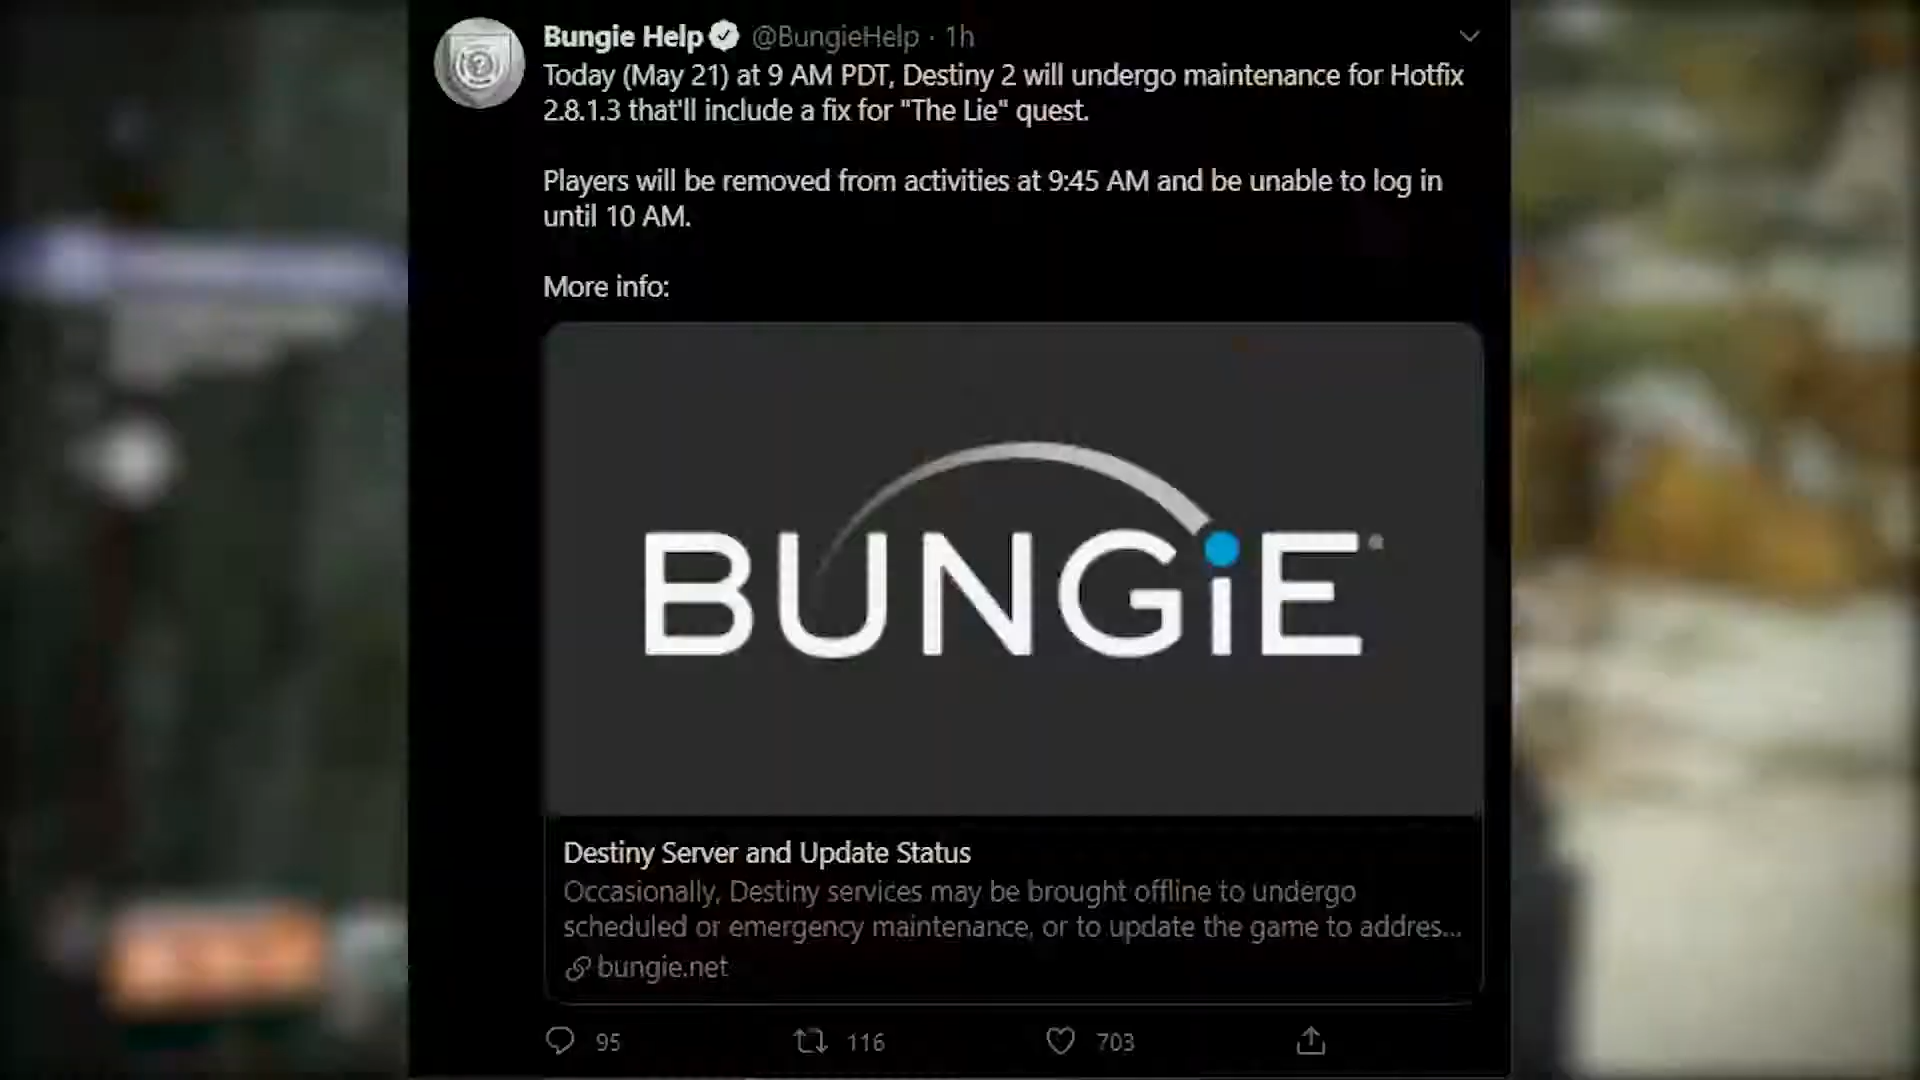 Bungie Help @BungieHelp · 1h
Today (May 21) at 9 AM PDT, Destiny 2 will undergo maintenance for Hotfix
2.8.1.3 that'll include a fix for "The Lie" quest.
Players will be removed from activities at 9:45 AM and be unable to log in
until 10 AM.
More info:
BUNGiE
Destiny Server and Update Status
Occasionally, Destiny services may be brought offline to undergo
scheduled or emergency maintenance, or to update the game to addres...
bungie.net
95 116 703